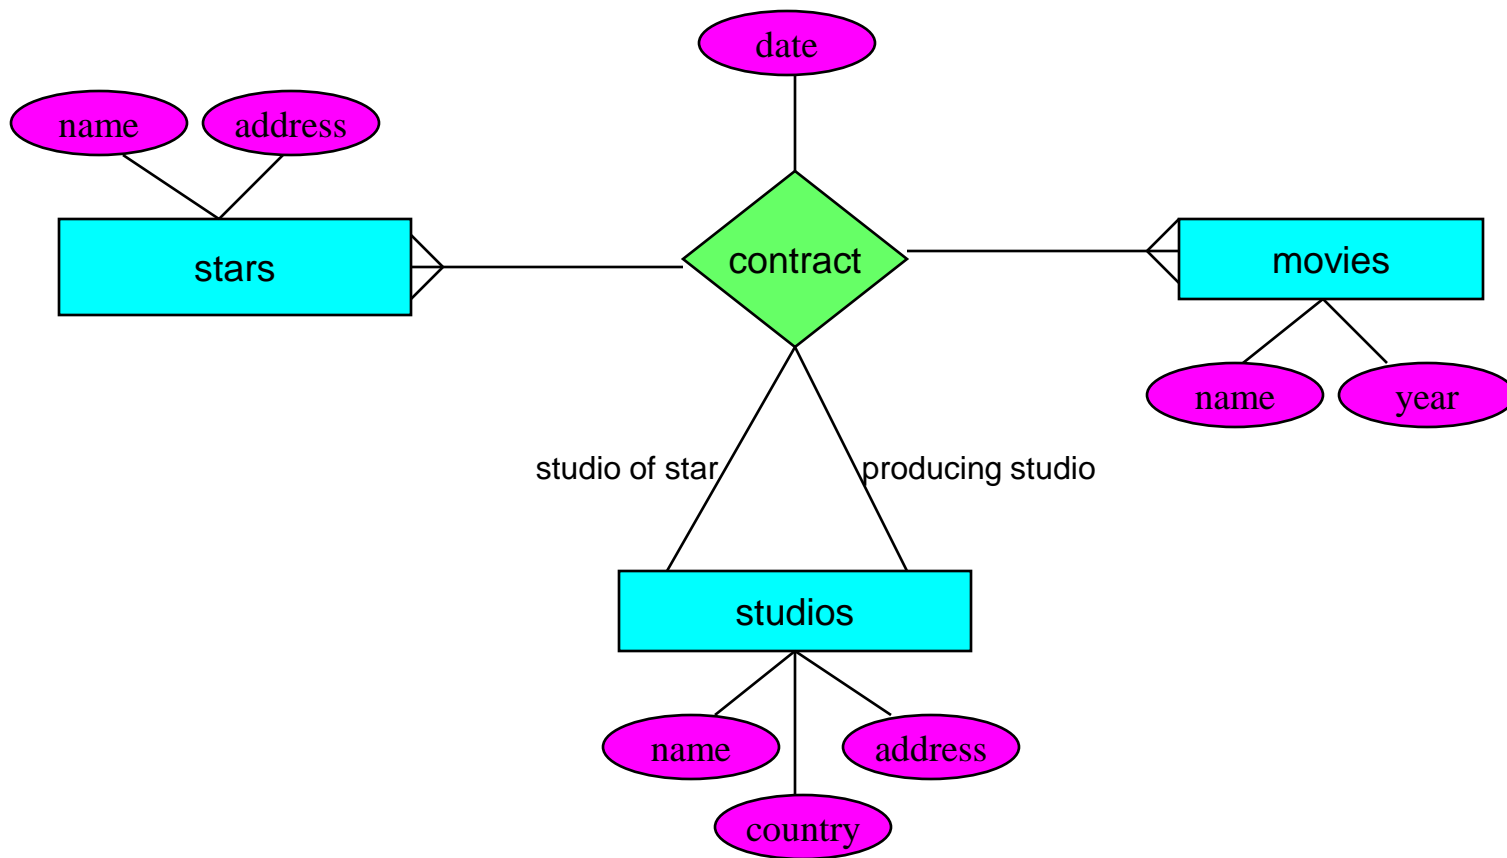 date
name
address
stars
contract
movies
name
year
studio of star
producing studio
studios
name
address
country